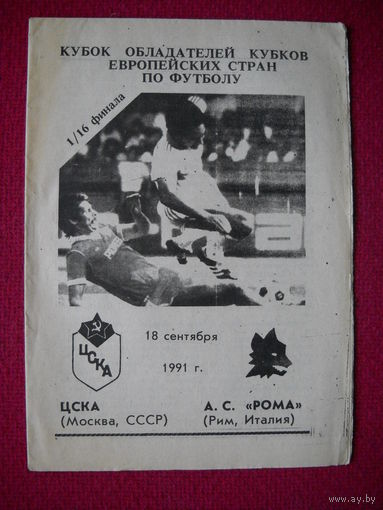 КУБОК ОБЛАДАТЕЛЕЙ КУБКОВ
ЕВРОПЕЙСКИХ СТРАН
ПО ФУТБОЛУ
1/16 финала
18 сентября
1991 г.
ЦСКА
ЦСКА
(Москва, СССР)
А. С. «РОМА»
(Рим, Италия)
www.ay.by